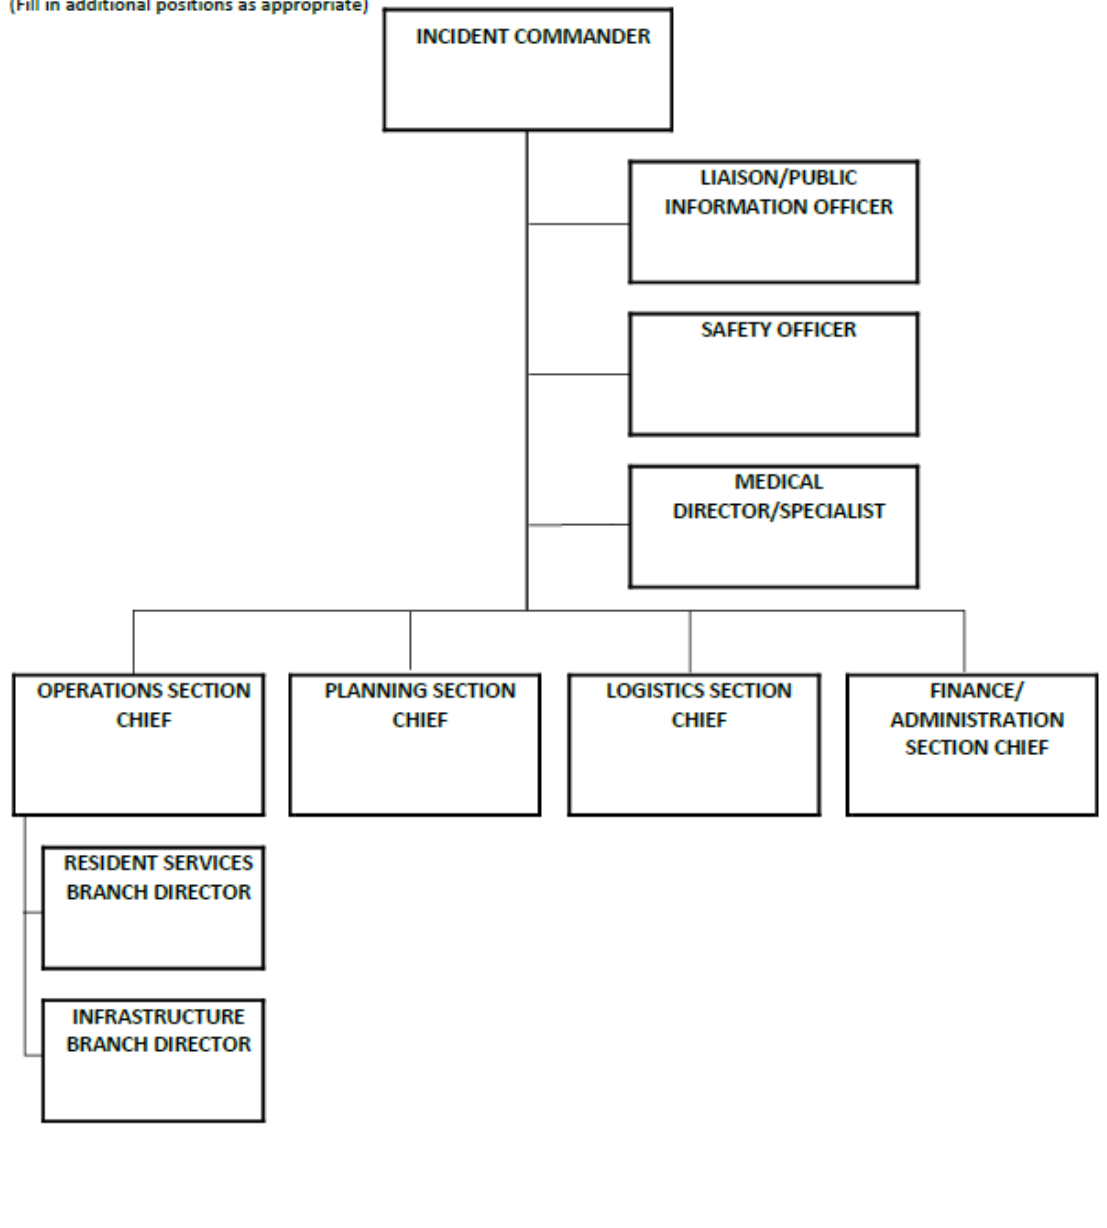 (Fill in additional positions as appropriate)
INCIDENT COMMANDER
LIAISON/PUBLIC
INFORMATION OFFICER
SAFETY OFFICER
MEDICAL
DIRECTOR/SPECIALIST
OPERATIONS SECTION
CHIEF
PLANNING SECTION
CHIEF
LOGISTICS SECTION
CHIEF
FINANCE/
ADMINISTRATION
SECTION CHIEF
RESIDENT SERVICES
BRANCH DIRECTOR
INFRASTRUCTURE
BRANCH DIRECTOR